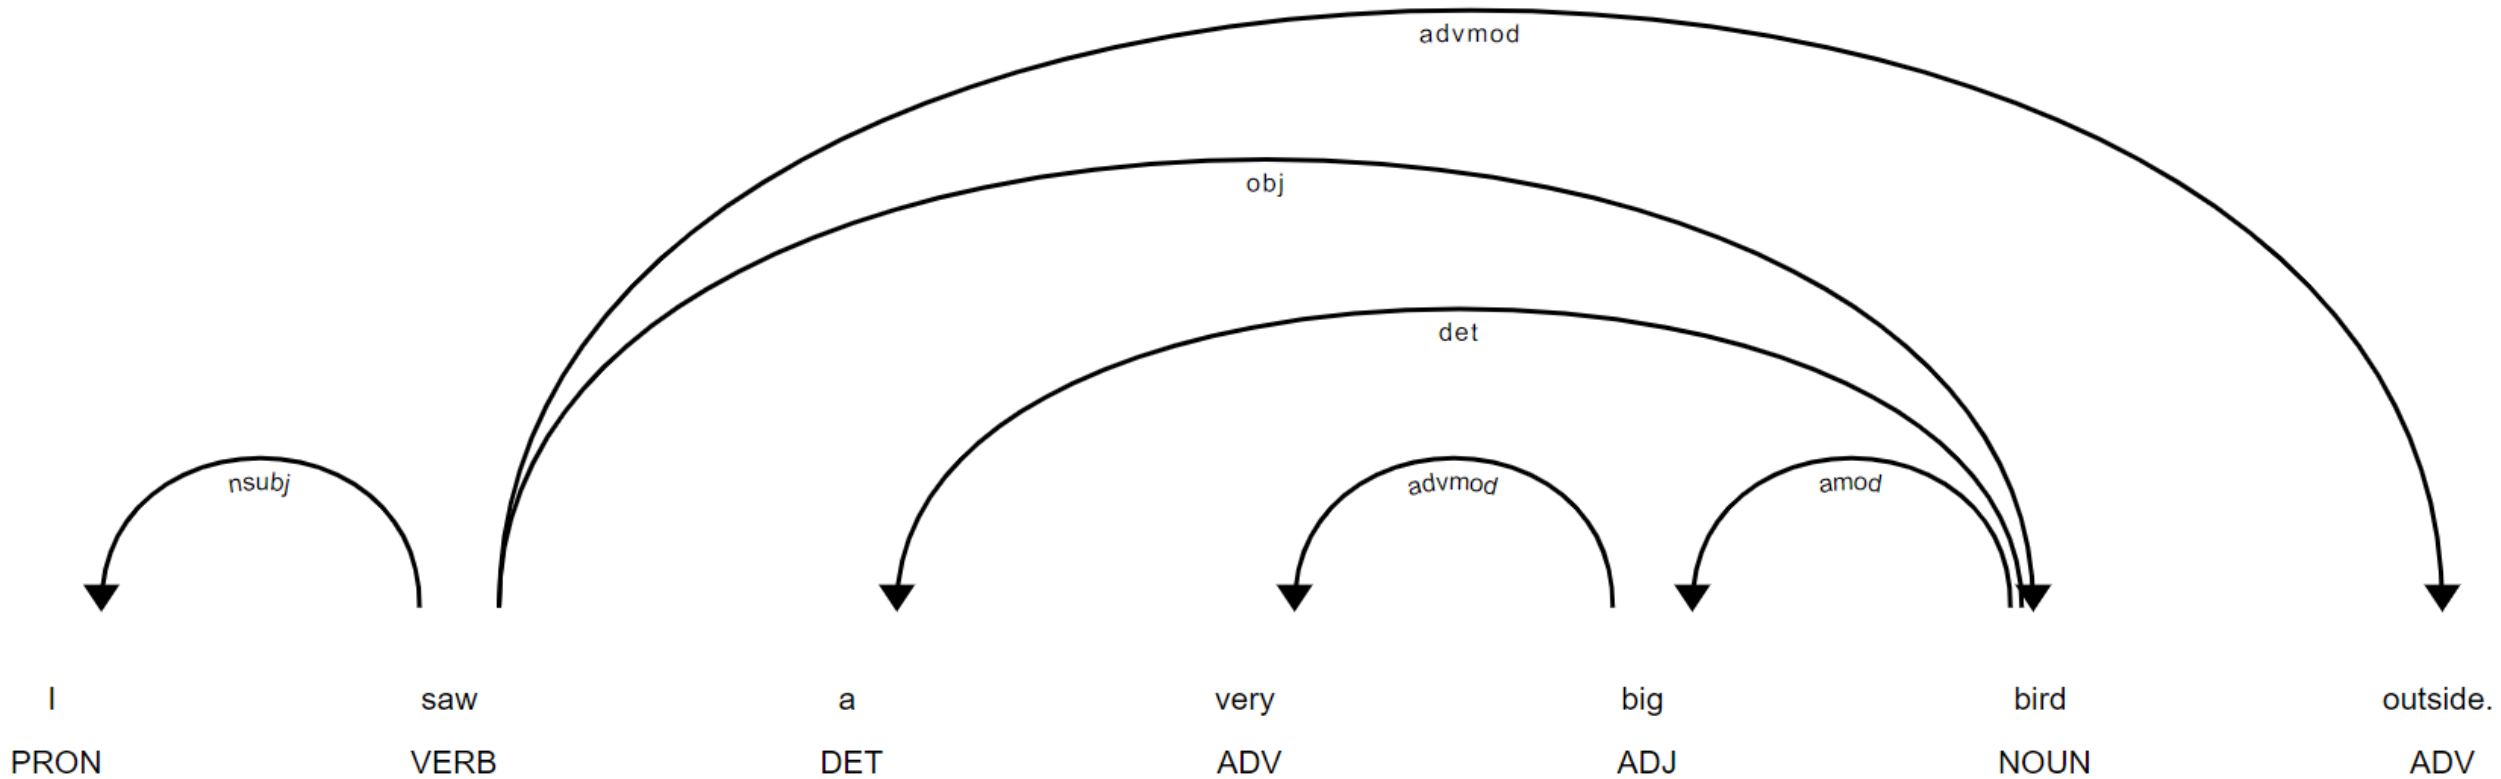 advmod
obj
det
nsubj advmod amod
I saw a very big bird outside.
PRON VERB DET ADV ADJ NOUN ADV